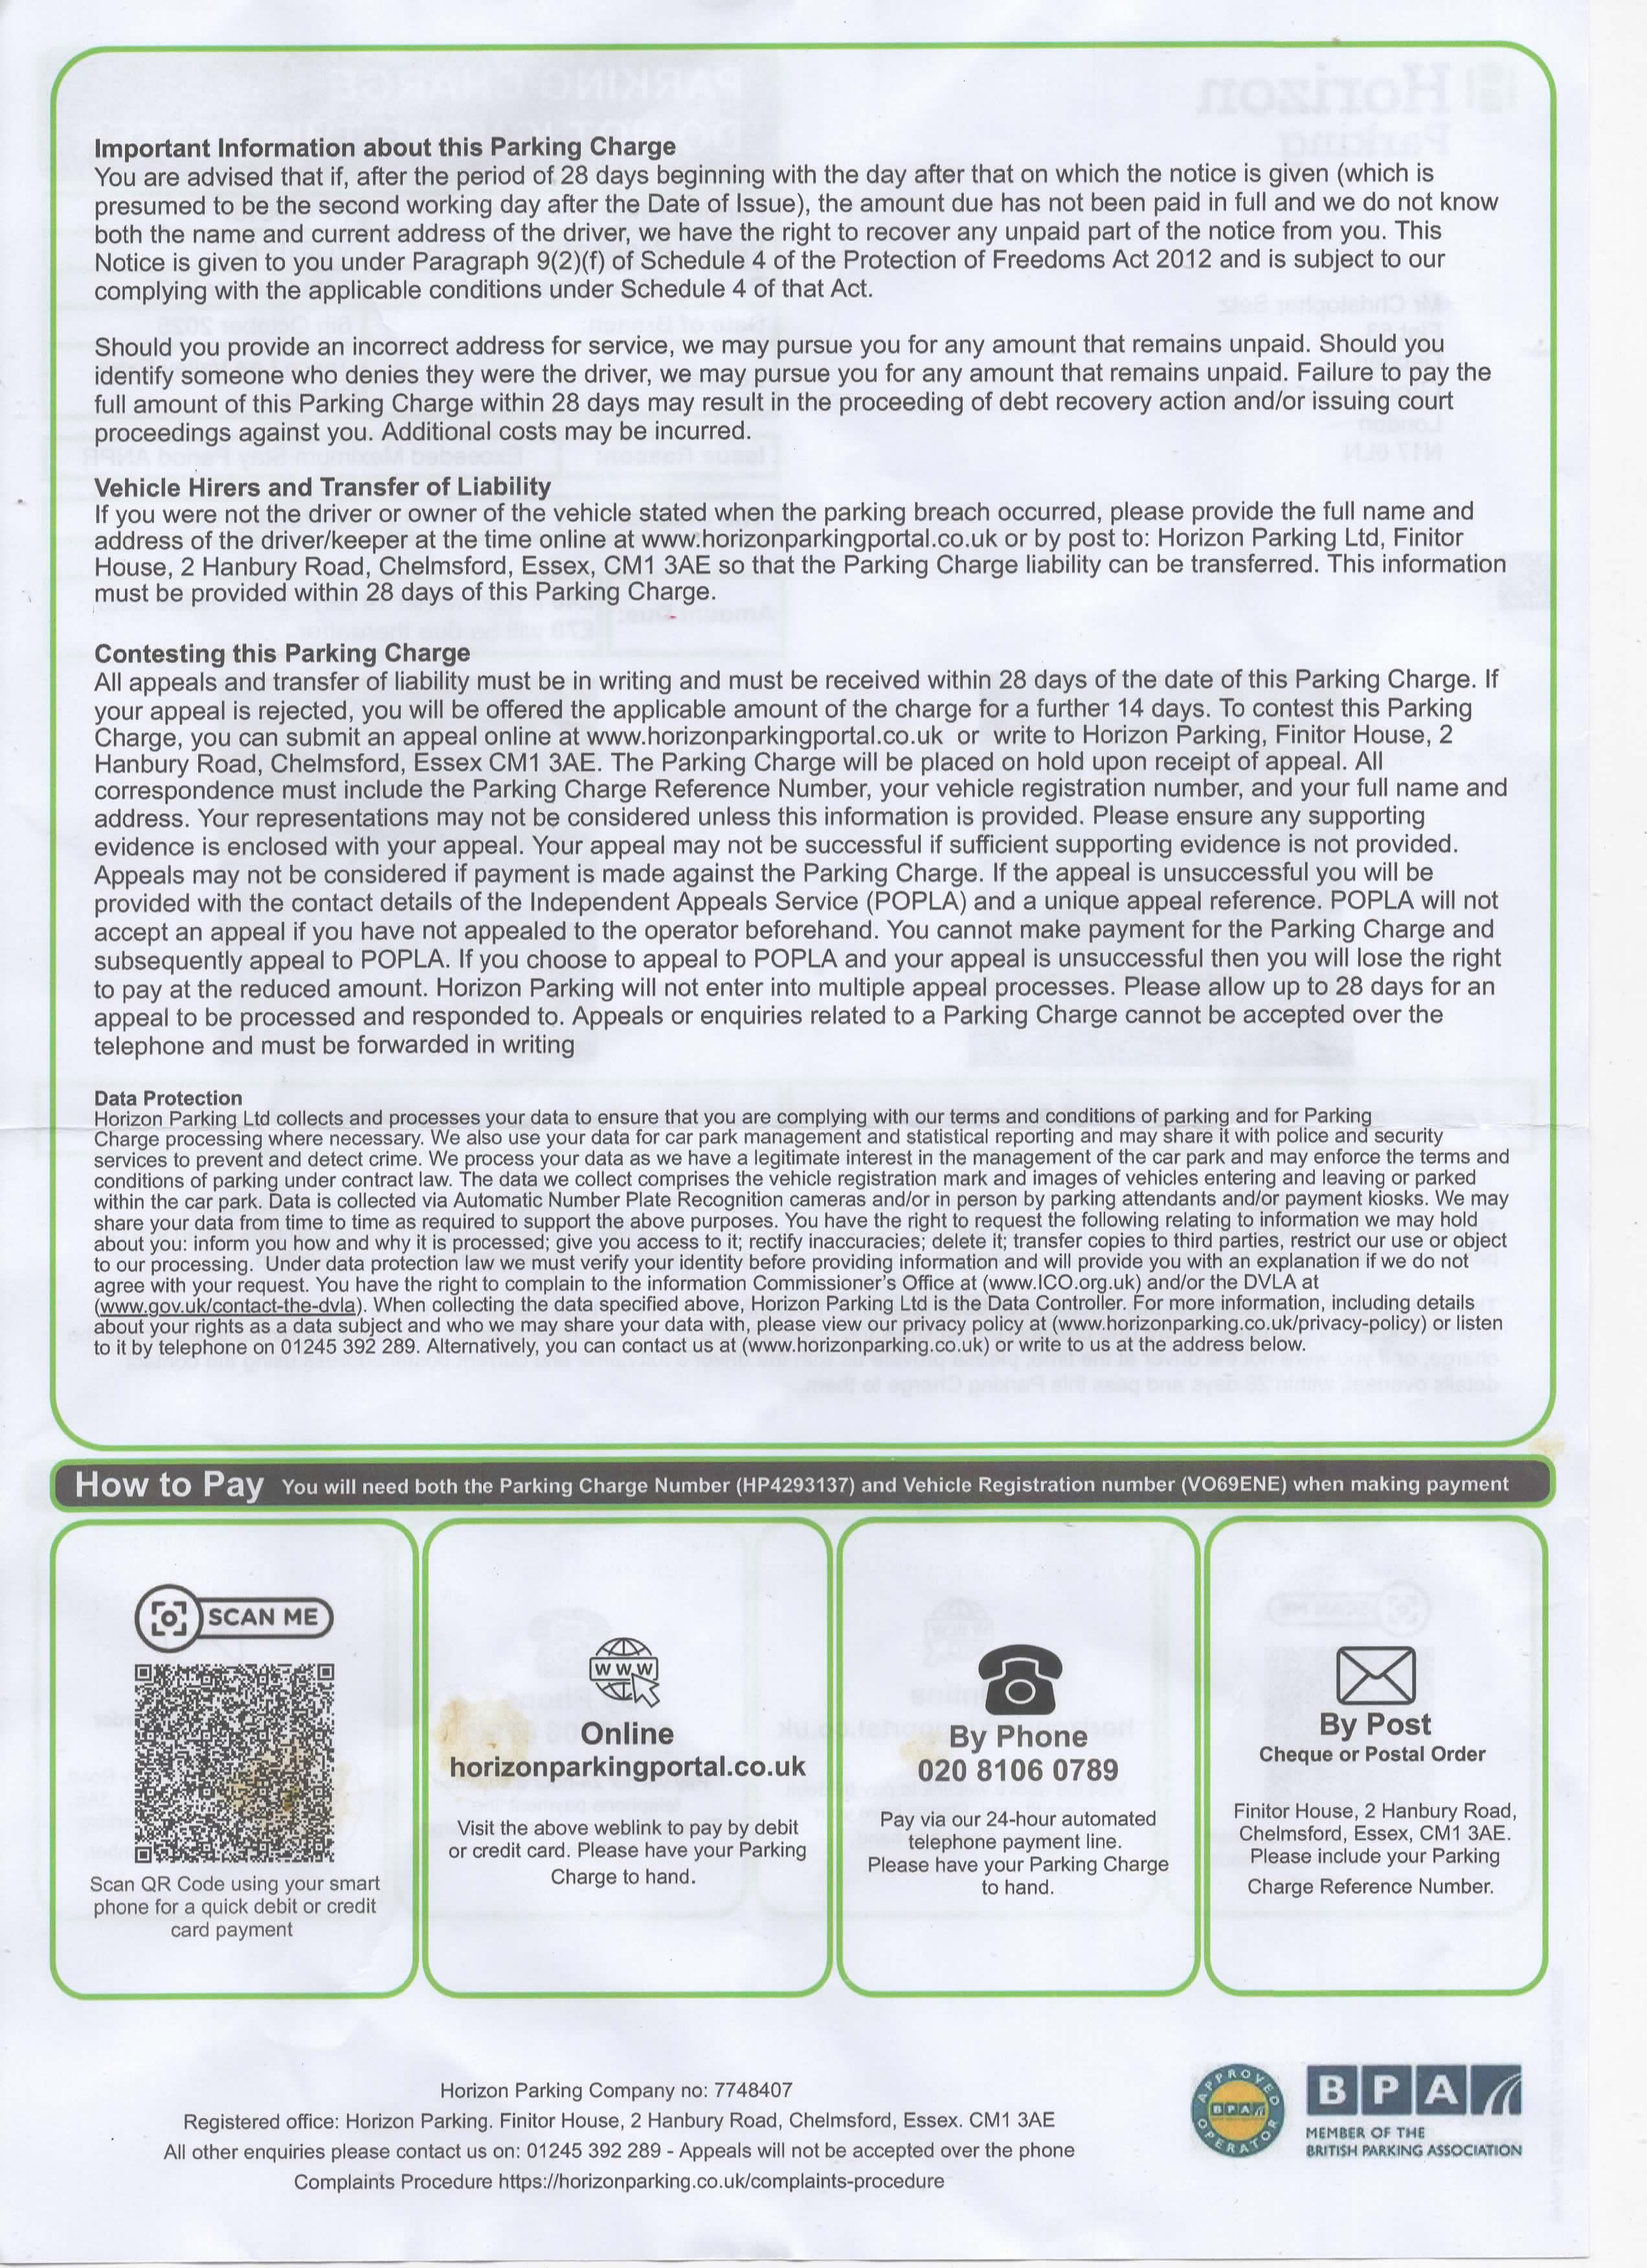 Important Information about this Parking Charge
You are advised that if, after the period of 28 days beginning with the day after that on which the notice is given (which is
presumed to be the second working day after the Date of Issue), the amount due has not been paid in full and we do not know
both the name and current address of the driver, we have the right to recover any unpaid part of the notice from you. This
Notice is given to you under Paragraph 9(2)(f) of Schedule 4 of the Protection of Freedoms Act 2012 and is subject to our
complying with the applicable conditions under Schedule 4 of that Act.
Should you provide an incorrect address for service, we may pursue you for any amount that remains unpaid. Should you
identify someone who denies they were the driver, we may pursue you for any amount that remains unpaid. Failure to pay the
full amount of this Parking Charge within 28 days may result in the proceeding of debt recovery action and/or issuing court
proceedings against you. Additional costs may be incurred.
Vehicle Hirers and Transfer of Liability
If you were not the driver or owner of the vehicle stated when the parking breach occurred, please provide the full name and
address of the driver/keeper at the time online at www.horizonparkingportal.co.uk or by post to: Horizon Parking Ltd, Finitor
House, 2 Hanbury Road, Chelmsford, Essex, CM1 3AE so that the Parking Charge liability can be transferred. This information
must be provided within 28 days of this Parking Charge.
Contesting this Parking Charge
All appeals and transfer of liability must be in writing and must be received within 28 days of the date of this Parking Charge. If
your appeal is rejected, you will be offered the applicable amount of the charge for a further 14 days. To contest this Parking
Charge, you can submit an appeal online at www.horizonparkingportal.co.uk or write to Horizon Parking, Finitor House, 2
Hanbury Road, Chelmsford, Essex CM1 3AE. The Parking Charge will be placed on hold upon receipt of appeal. All
correspondence must include the Parking Charge Reference Number, your vehicle registration number, and your full name and
address. Your representations may not be considered unless this information is provided. Please ensure any supporting
evidence is enclosed with your appeal. Your appeal may not be successful if sufficient supporting evidence is not provided.
Appeals may not be considered if payment is made against the Parking Charge. If the appeal is unsuccessful you will be
provided with the contact details of the Independent Appeals Service (POPLA) and a unique appeal reference. POPLA will not
accept an appeal if you have not appealed to the operator beforehand. You cannot make payment for the Parking Charge and
subsequently appeal to POPLA. If you choose to appeal to POPLA and your appeal is unsuccessful then you will lose the right
to pay at the reduced amount. Horizon Parking will not enter into multiple appeal processes. Please allow up to 28 days for an
appeal to be processed and responded to. Appeals or enquiries related to a Parking Charge cannot be accepted over the
telephone and must be forwarded in writing
Data Protection
Horizon Parking Ltd collects and processes your data to ensure that you are complying with our terms and conditions of parking and for Parking
Charge processing where necessary. We also use your data for car park management and statistical reporting and may share it with police and security
services to prevent and detect crime. We process your data as we have a legitimate interest in the management of the car park and may enforce the terms and
conditions of parking under contract law. The data we collect comprises the vehicle registration mark and images of vehicles entering and leaving or parked
within the car park. Data is collected via Automatic Number Plate Recognition cameras and/or in person by parking attendants and/or payment kiosks. We may
share your data from time to time as required to support the above purposes. You have the right to request the following relating to information we may hold
about you: inform you how and why it is processed; give you access to it; rectify inaccuracies; delete it; transfer copies to third parties, restrict our use or object
to our processing. Under data protection law we must verify your identity before providing information and will provide you with an explanation if we do not
agree with your request. You have the right to complain to the information Commissioner's Office at (www.ICO.org.uk) and/or the DVLA at
(www.gov.uk/contact-the-dvla). When collecting the data specified above, Horizon Parking Ltd is the Data Controller. For more information, including details
about your rights as a data subject and who we may share your data with, please view our privacy policy at (www.horizonparking.co.uk/privacy-policy) or listen
to it by telephone on 01245 392 289. Alternatively, you can contact us at (www.horizonparking.co.uk) or write to us at the address below.
How to Pay You will need both the Parking Charge Number (HP4293137) and Vehicle Registration number (VO69ENE) when making payment
SCAN ME
Scan QR Code using your smart
phone for a quick debit or credit
card payment
WWW
Online
horizonparkingportal.co.uk
Visit the above weblink to pay by debit
or credit card. Please have your Parking
Charge to hand.
By Phone
020 8106 0789
Pay via our 24-hour automated
telephone payment line.
Please have your Parking Charge
to hand.
By Post
Cheque or Postal Order
Finitor House, 2 Hanbury Road,
Chelmsford, Essex, CM1 3AE.
Please include your Parking
Charge Reference Number.
Horizon Parking Company no: 7748407
Registered office: Horizon Parking. Finitor House, 2 Hanbury Road, Chelmsford, Essex. CM1 3AE
All other enquiries please contact us on: 01245 392 289 - Appeals will not be accepted over the phone
Complaints Procedure https://horizonparking.co.uk/complaints-procedure
APPROVED
BPA
OPERATOR
BPA
MEMBER OF THE
BRITISH PARKING ASSOCIATION